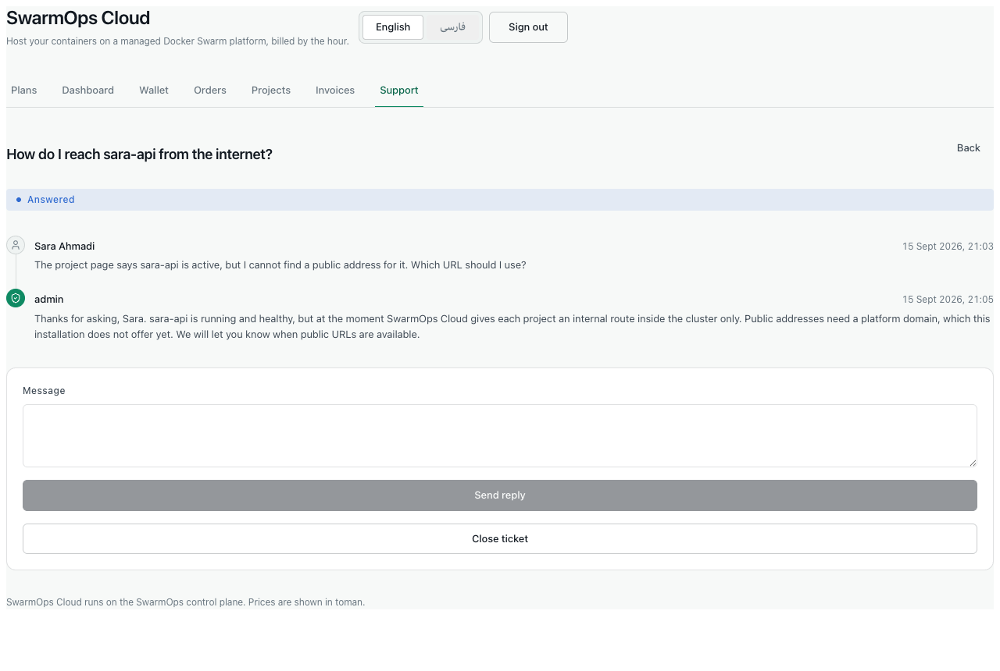 SwarmOps Cloud
Host your containers on a managed Docker Swarm platform, billed by the hour.
English
فارسی
Sign out
Plans
Dashboard
Wallet
Orders
Projects
Invoices
Support
How do I reach sara-api from the internet?
Back
Answered
Sara Ahmadi
15 Sept 2026, 21:03
The project page says sara-api is active, but I cannot find a public address for it. Which URL should I use?
admin
15 Sept 2026, 21:05
Thanks for asking, Sara. sara-api is running and healthy, but at the moment SwarmOps Cloud gives each project an internal route inside the cluster only. Public addresses need a platform domain, which this
installation does not offer yet. We will let you know when public URLs are available.
Message
Send reply
Close ticket
SwarmOps Cloud runs on the SwarmOps control plane. Prices are shown in toman.